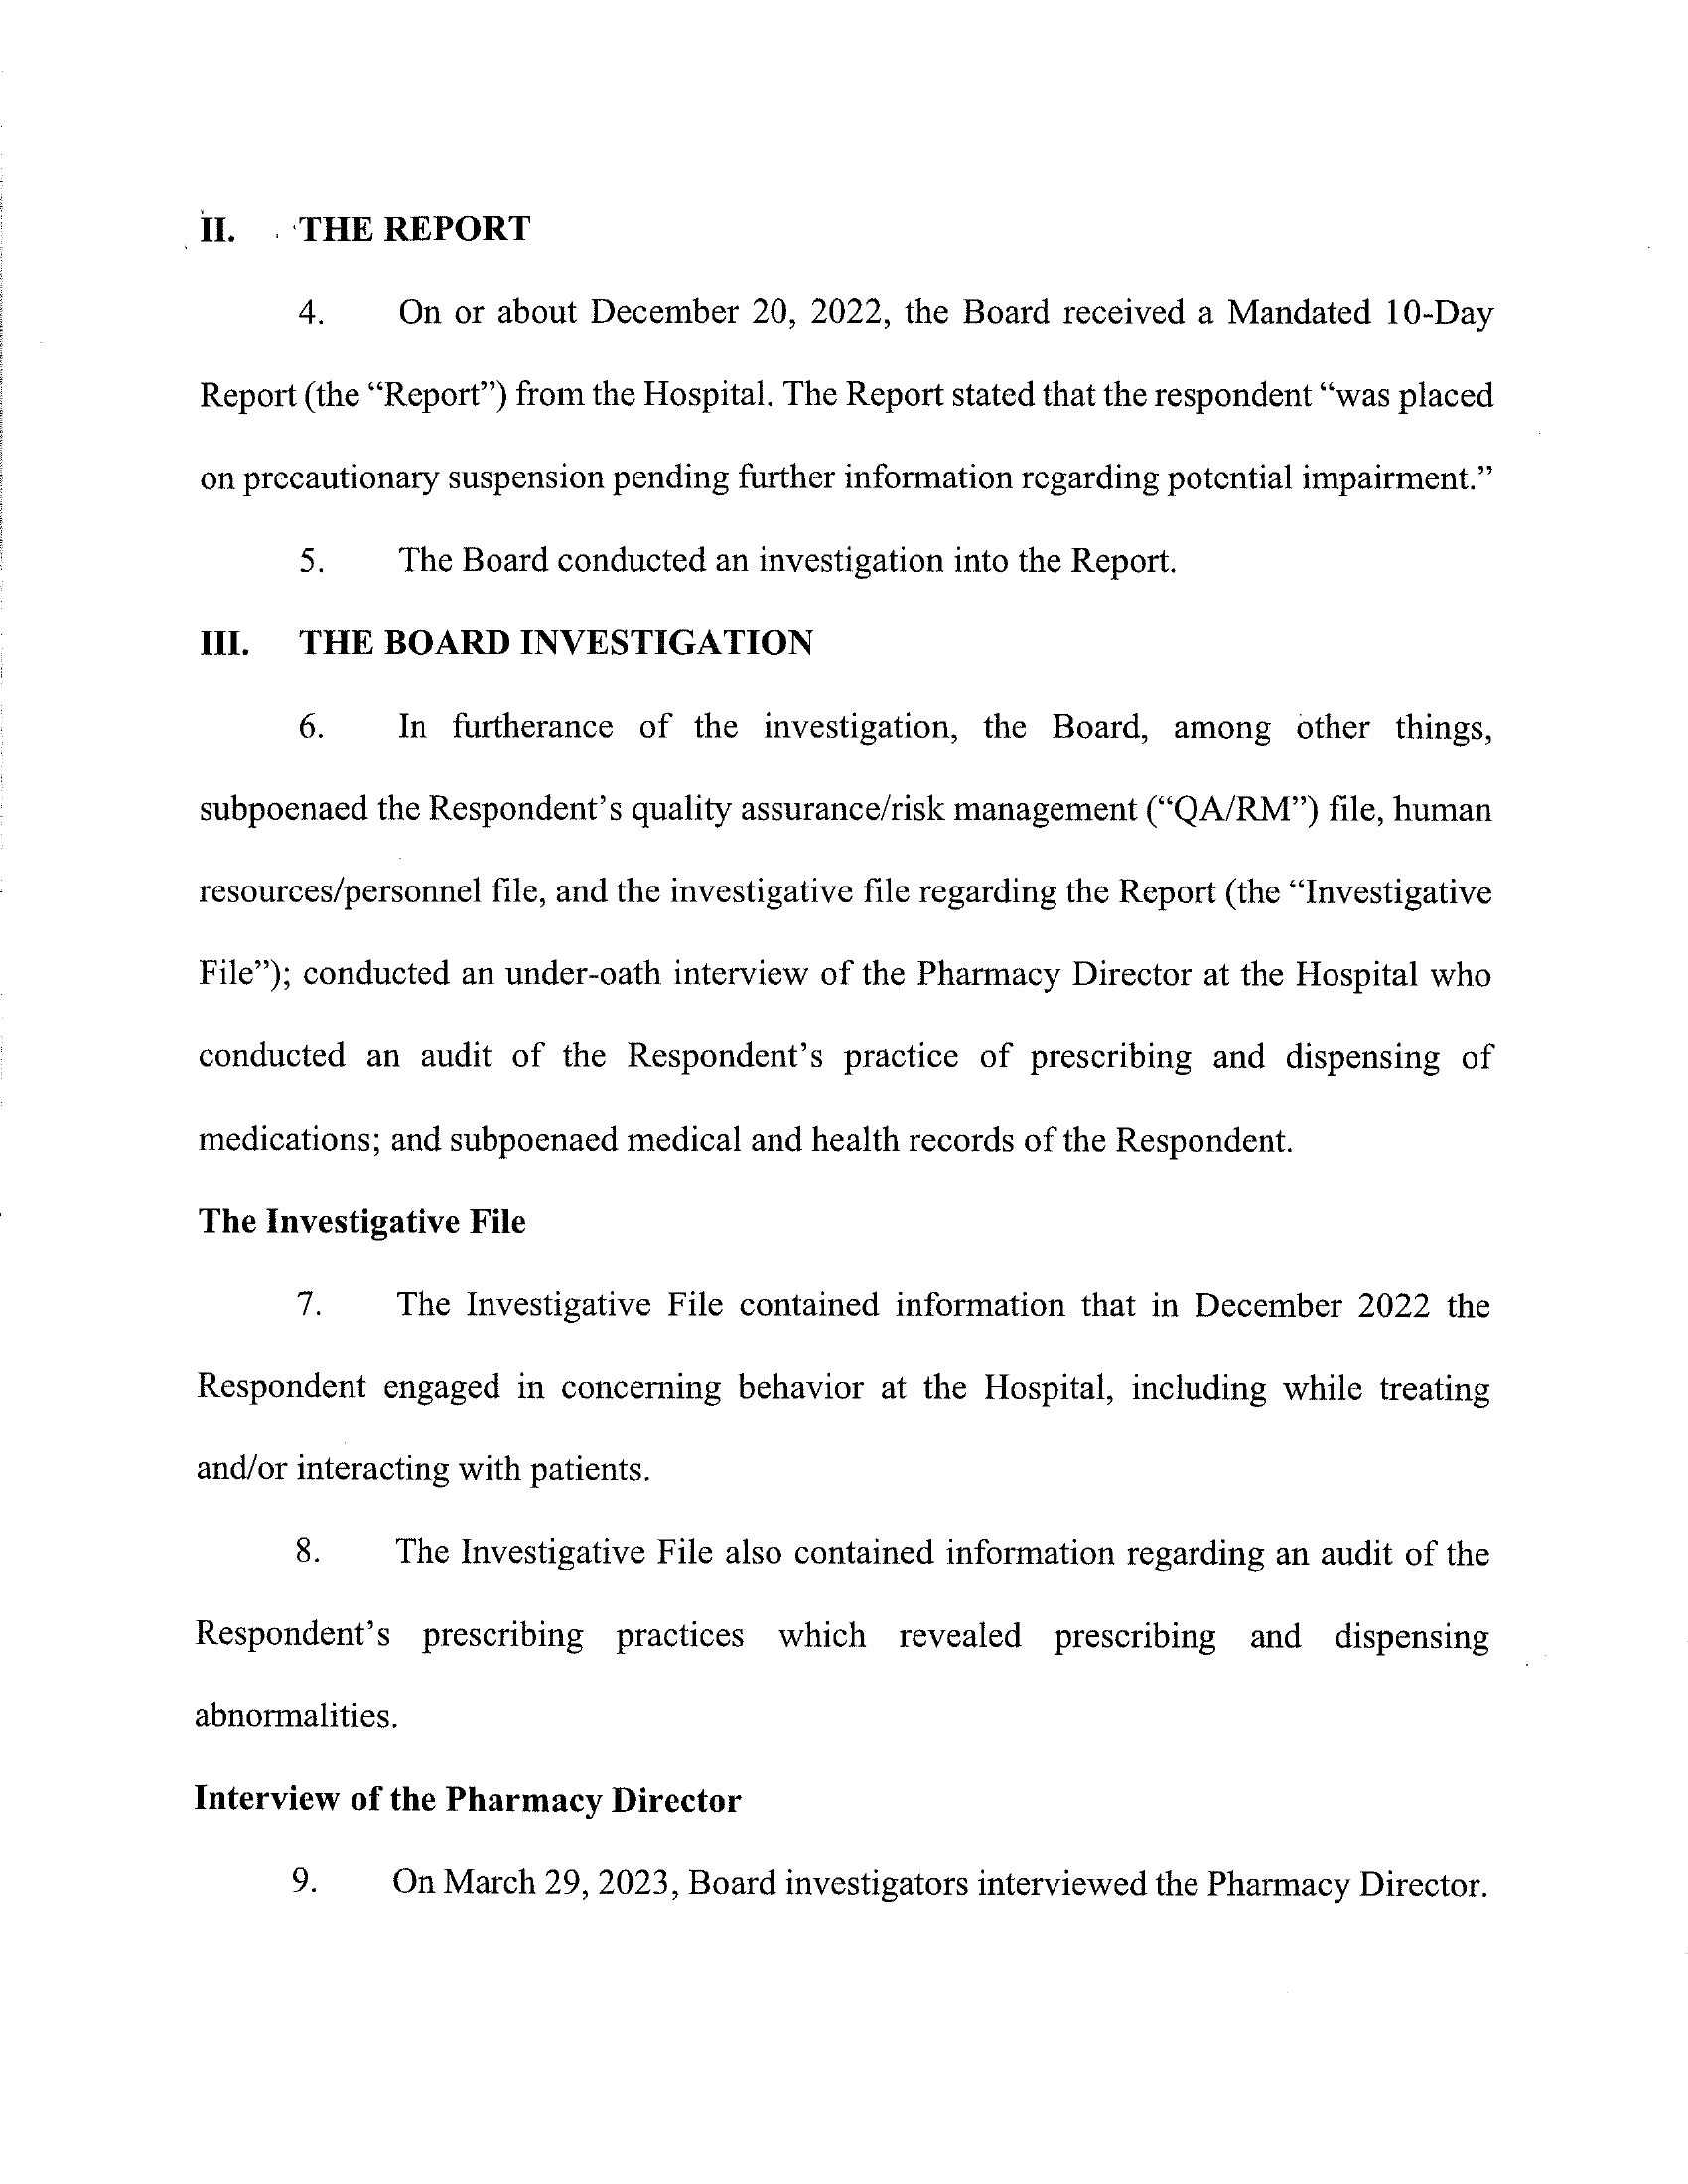 II. THE REPORT
4. On or about December 20, 2022, the Board received a Mandated 10-Day
Report (the “Report”) from the Hospital. The Report stated that the respondent “was placed
on precautionary suspension pending further information regarding potential impairment.”
5. The Board conducted an investigation into the Report.
III. THE BOARD INVESTIGATION
6. In furtherance of the investigation, the Board, among other things,
subpoenaed the Respondent’s quality assurance/risk management (“QA/RM”) file, human
resources/personnel file, and the investigative file regarding the Report (the “Investigative
File”); conducted an under-oath interview of the Pharmacy Director at the Hospital who
conducted an audit of the Respondent’s practice of prescribing and dispensing of
medications; and subpoenaed medical and health records of the Respondent.
The Investigative File
7. The Investigative File contained information that in December 2022 the
Respondent engaged in concerning behavior at the Hospital, including while treating
and/or interacting with patients.
8. The Investigative File also contained information regarding an audit of the
Respondent’s prescribing practices which revealed prescribing and dispensing
abnormalities.
Interview of the Pharmacy Director
9. On March 29, 2023, Board investigators interviewed the Pharmacy Director.